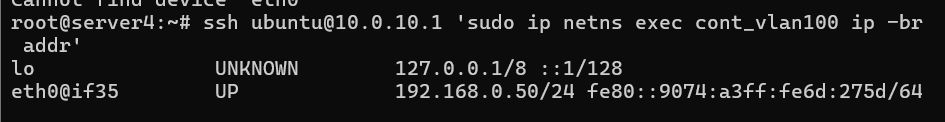 Cannot find device "eth0"
root@server4:~# ssh ubuntu@10.0.10.1 'sudo ip netns exec cont_vlan100 ip -br
 addr'
lo               UNKNOWN        127.0.0.1/8 ::1/128
eth0@if35        UP             192.168.0.50/24 fe80::9074:a3ff:fe6d:275d/64